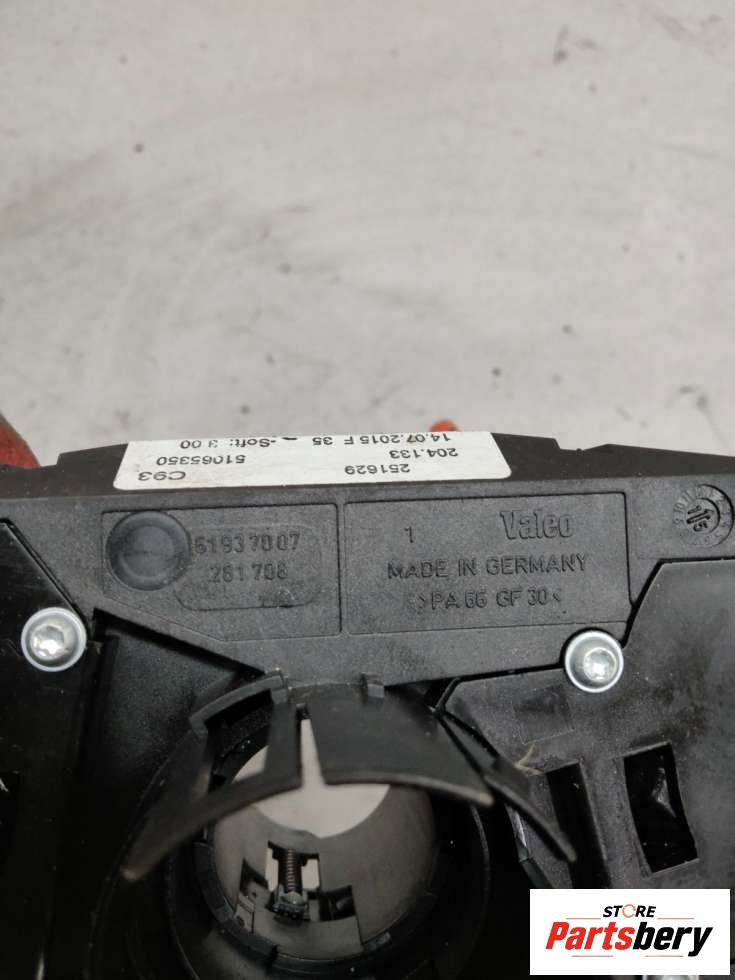 14.07.2015 F 35
-Soft: 3.00
204.133
51065350
251629
C93
61937007
281708
1 Valeo
MADE IN GERMANY
>PA 66 GF 30<
STORE
Partsbery